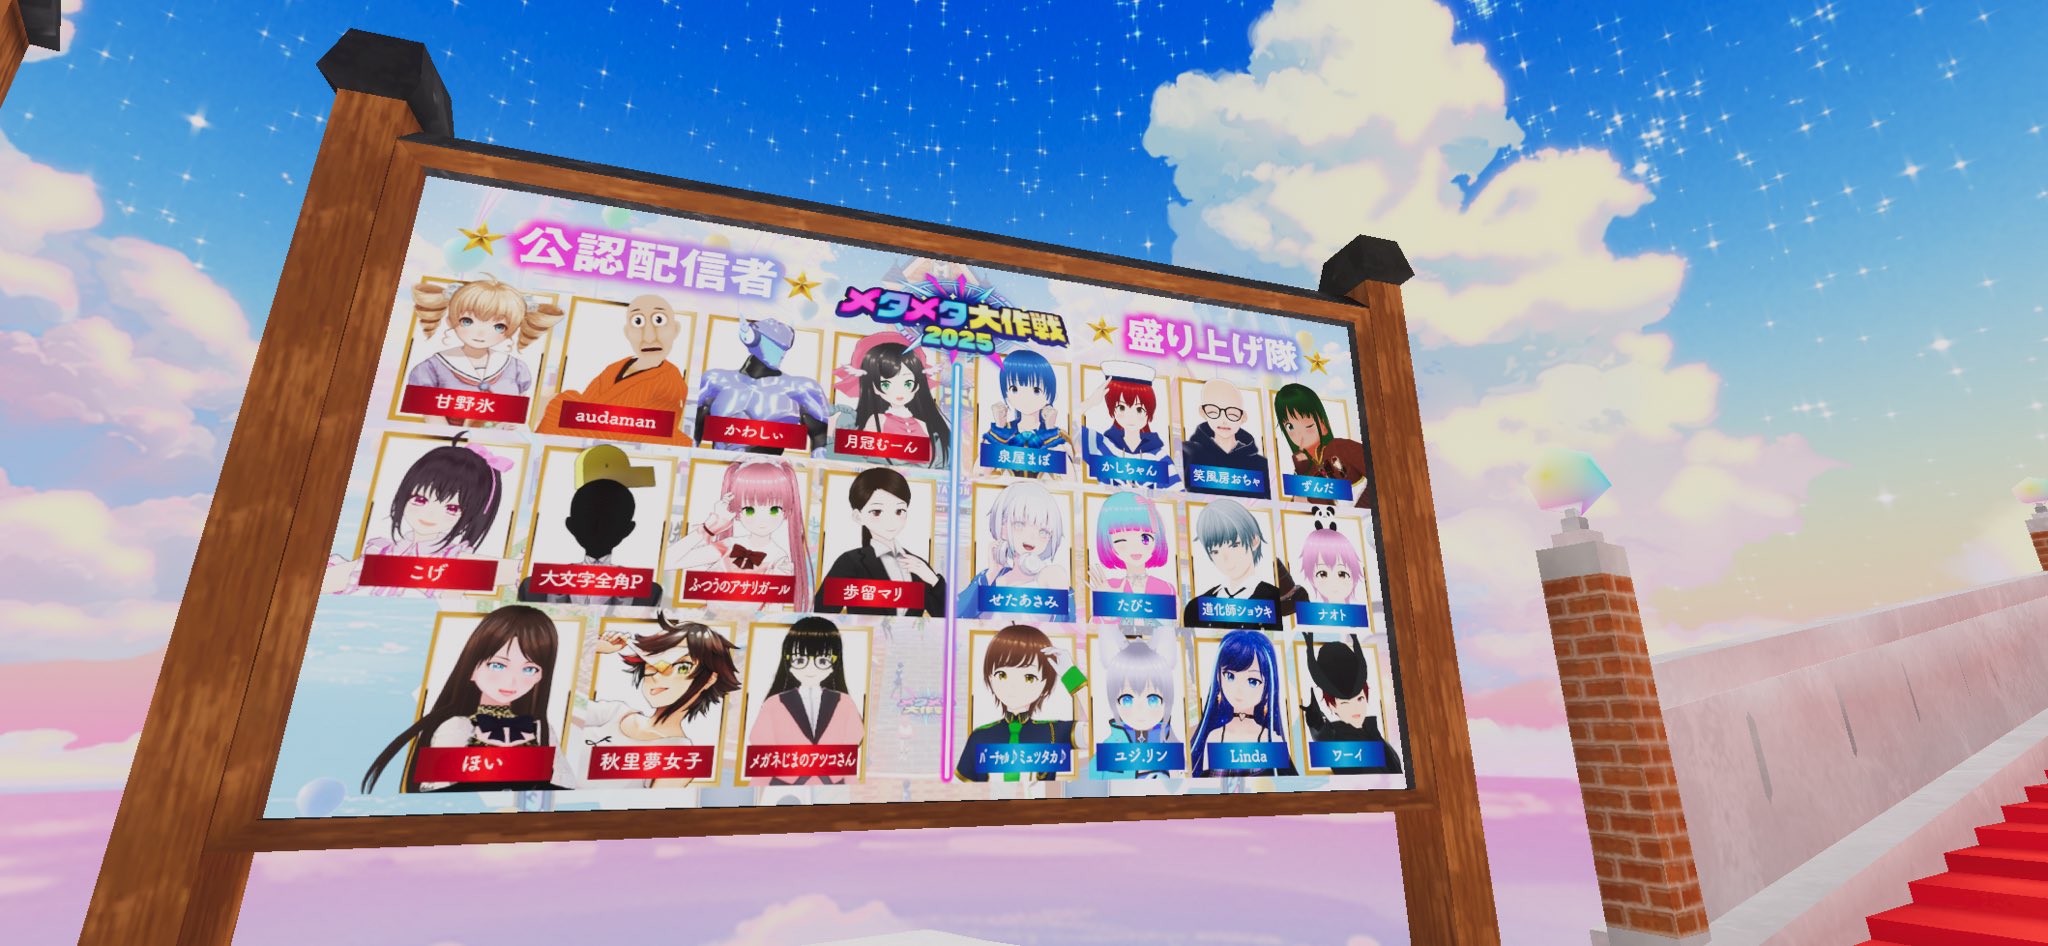 公認配信者
メタメタ大作戦
2025
盛り上げ隊
甘野氷
audaman
かわしぃ
月冠むーん
こげ
大文字全角P
ふつうのアサリガール
歩留マリ
ほい
秋里夢女子
メガネじまのアツコさん
泉屋まぽ
かしちゃん
笑風房おちゃ
ずんだ
せたあさみ
たびこ
道化師ショウキ
ナオト
バーチャル♪ミュツタカ♪
ユジ.リン
Linda
ワーイ